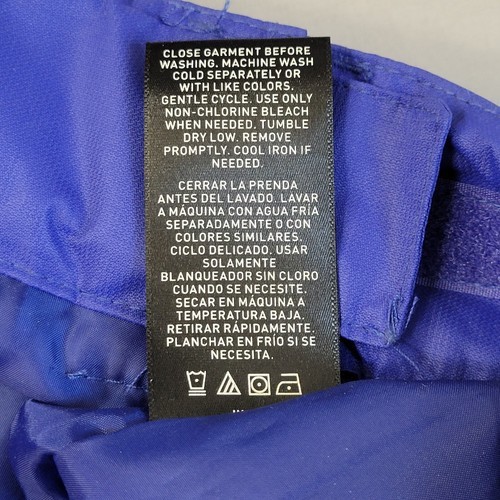 CLOSE GARMENT BEFORE
WASHING. MACHINE WASH
COLD SEPARATELY OR
WITH LIKE COLORS.
GENTLE CYCLE. USE ONLY
NON-CHLORINE BLEACH
WHEN NEEDED. TUMBLE
DRY LOW. REMOVE
PROMPTLY. COOL IRON IF
NEEDED.
CERRAR LA PRENDA
ANTES DEL LAVADO. LAVAR
A MÁQUINA CON AGUA FRÍA
SEPARADAMENTE O CON
COLORES SIMILARES.
CICLO DELICADO. USAR
SOLAMENTE
BLANQUEADOR SIN CLORO
CUANDO SE NECESITE.
SECAR EN MÁQUINA A
TEMPERATURA BAJA.
RETIRAR RÁPIDAMENTE.
PLANCHAR EN FRÍO SI SE
NECESITA.